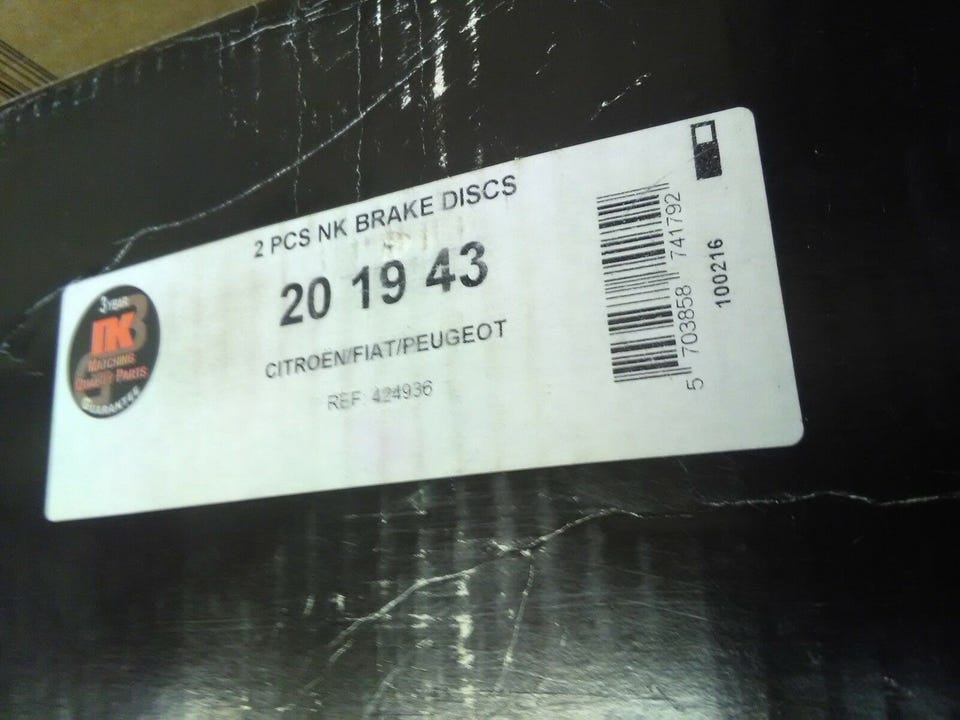 2 PCS NK BRAKE DISCS
20 19 43
CITROEN/FIAT/PEUGEOT
REF: 424936
3 YEAR
NK
MATCHING
QUALITY PARTS
GUARANTEE
5 703858 741792
100216